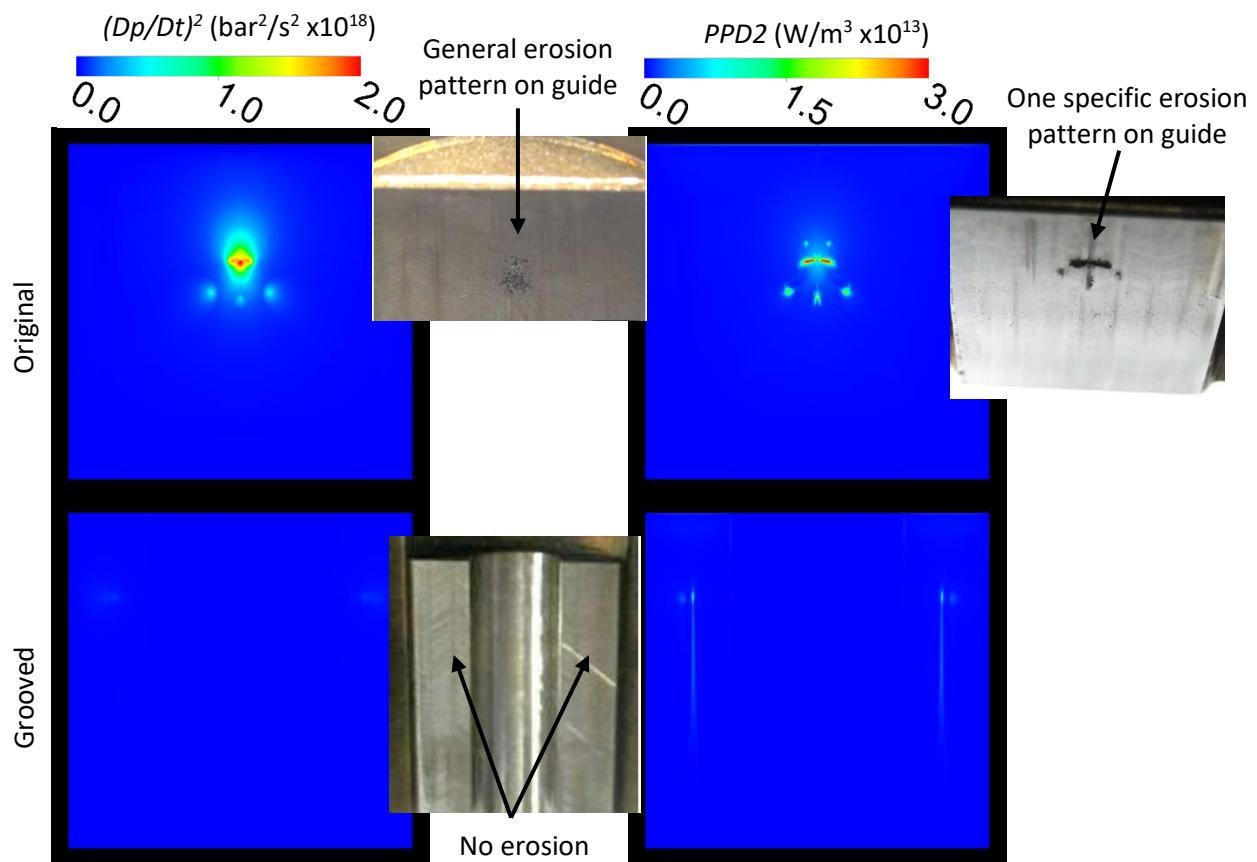 (Dp/Dt)² (bar²/s² x10¹⁸)
0.0 1.0 2.0
General erosion
pattern on guide
PPD2 (W/m³ x10¹³)
0.0 1.5 3.0
One specific erosion
pattern on guide
Original
Grooved
No erosion